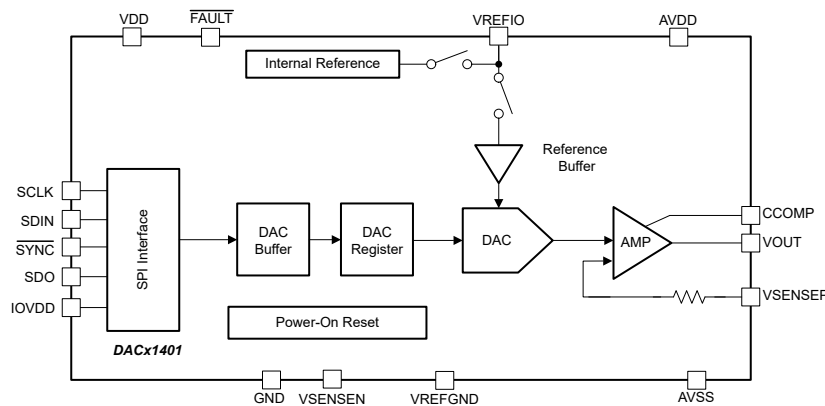 VDD
FAULT
VREFIO
AVDD
Internal Reference
Reference
Buffer
SCLK
SDIN
SYNC
SDO
IOVDD
SPI Interface
DAC
Buffer
DAC
Register
DAC
AMP
CCOMP
VOUT
VSENSEP
Power-On Reset
DACx1401
GND
VSENSEN
VREFGND
AVSS